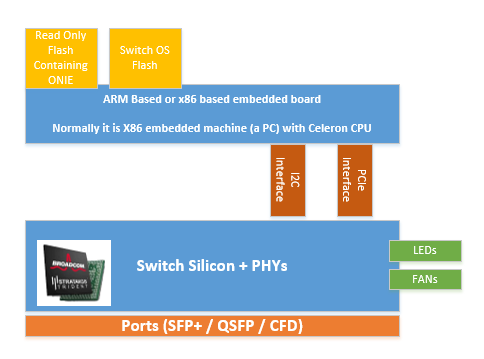 Read Only
Flash
Containing
ONIE
Switch OS
Flash
ARM Based or x86 based embedded board
Normally it is X86 embedded machine (a PC) with Celeron CPU
I2C
Interface
PCIe
Interface
LEDs
FANs
Switch Silicon + PHYs
BROADCOM
STRATAXGS
TRIDENT
Ports (SFP+ / QSFP / CFD)